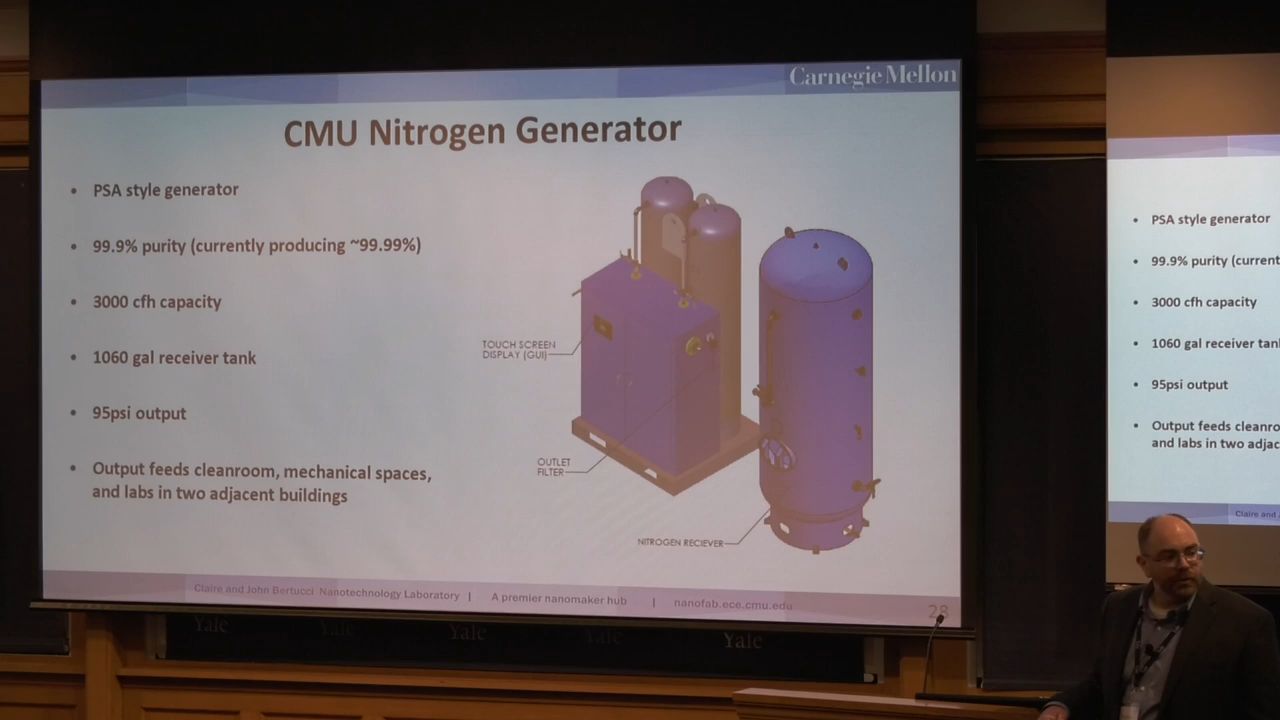 Carnegie Mellon
CMU Nitrogen Generator
• PSA style generator
• 99.9% purity (currently producing ~99.99%)
• 3000 cfh capacity
• 1060 gal receiver tank
• 95psi output
• Output feeds cleanroom, mechanical spaces,
and labs in two adjacent buildings
TOUCH SCREEN
DISPLAY (GUI)
OUTLET
FILTER
NITROGEN RECIEVER
Claire and John Bertucci Nanotechnology Laboratory | A premier nanomaker hub | nanofab.ece.cmu.edu
28
Yale Yale Yale Yale Yale
• PSA style generator
• 99.9% purity (current
• 3000 cfh capacity
• 1060 gal receiver tan
• 95psi output
• Output feeds cleanro
and labs in two adjac
Claire and